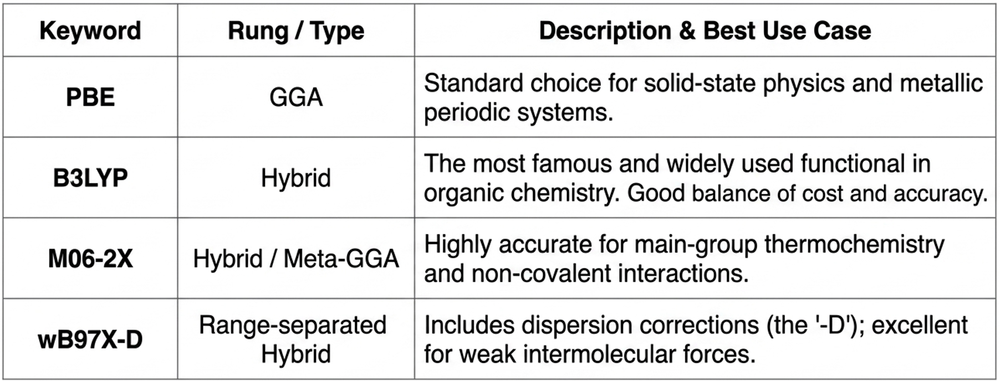 Keyword
Rung / Type
Description & Best Use Case
PBE
GGA
Standard choice for solid-state physics and metallic
periodic systems.
B3LYP
Hybrid
The most famous and widely used functional in
organic chemistry. Good balance of cost and accuracy.
M06-2X
Hybrid / Meta-GGA
Highly accurate for main-group thermochemistry
and non-covalent interactions.
wB97X-D
Range-separated
Hybrid
Includes dispersion corrections (the '-D'); excellent
for weak intermolecular forces.